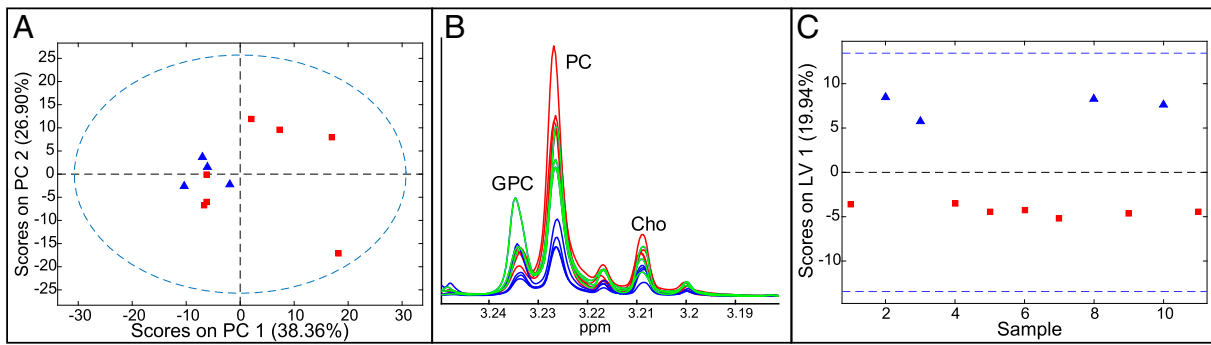 A
Scores on PC 2 (26.90%)
25
20
15
10
5
0
-5
-10
-15
-20
-25
-30 -20 -10 0 10 20 30
Scores on PC 1 (38.36%)
B
PC
GPC
Cho
3.24 3.23 3.22 3.21 3.2 3.19
ppm
C
Scores on LV 1 (19.94%)
10
5
0
-5
-10
2 4 6 8 10
Sample